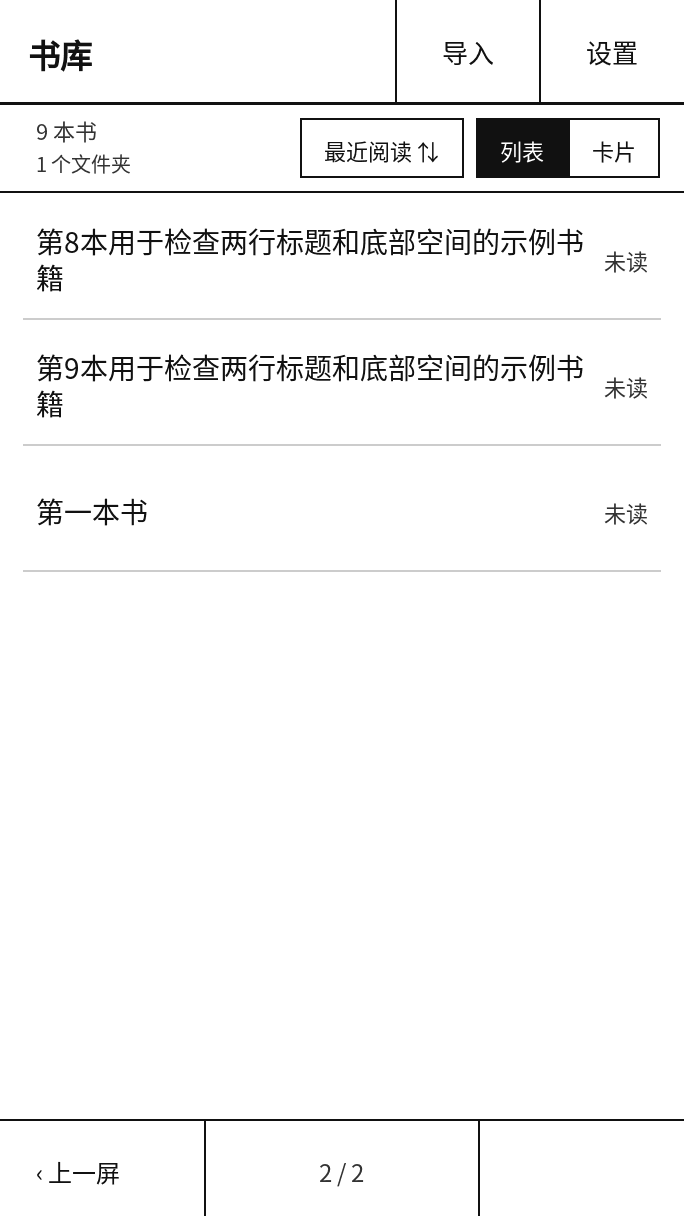 书库
导入
设置
9 本书
1 个文件夹
最近阅读 ⇅
列表
卡片
第8本用于检查两行标题和底部空间的示例书
籍
未读
第9本用于检查两行标题和底部空间的示例书
籍
未读
第一本书
未读
‹ 上一屏
2 / 2